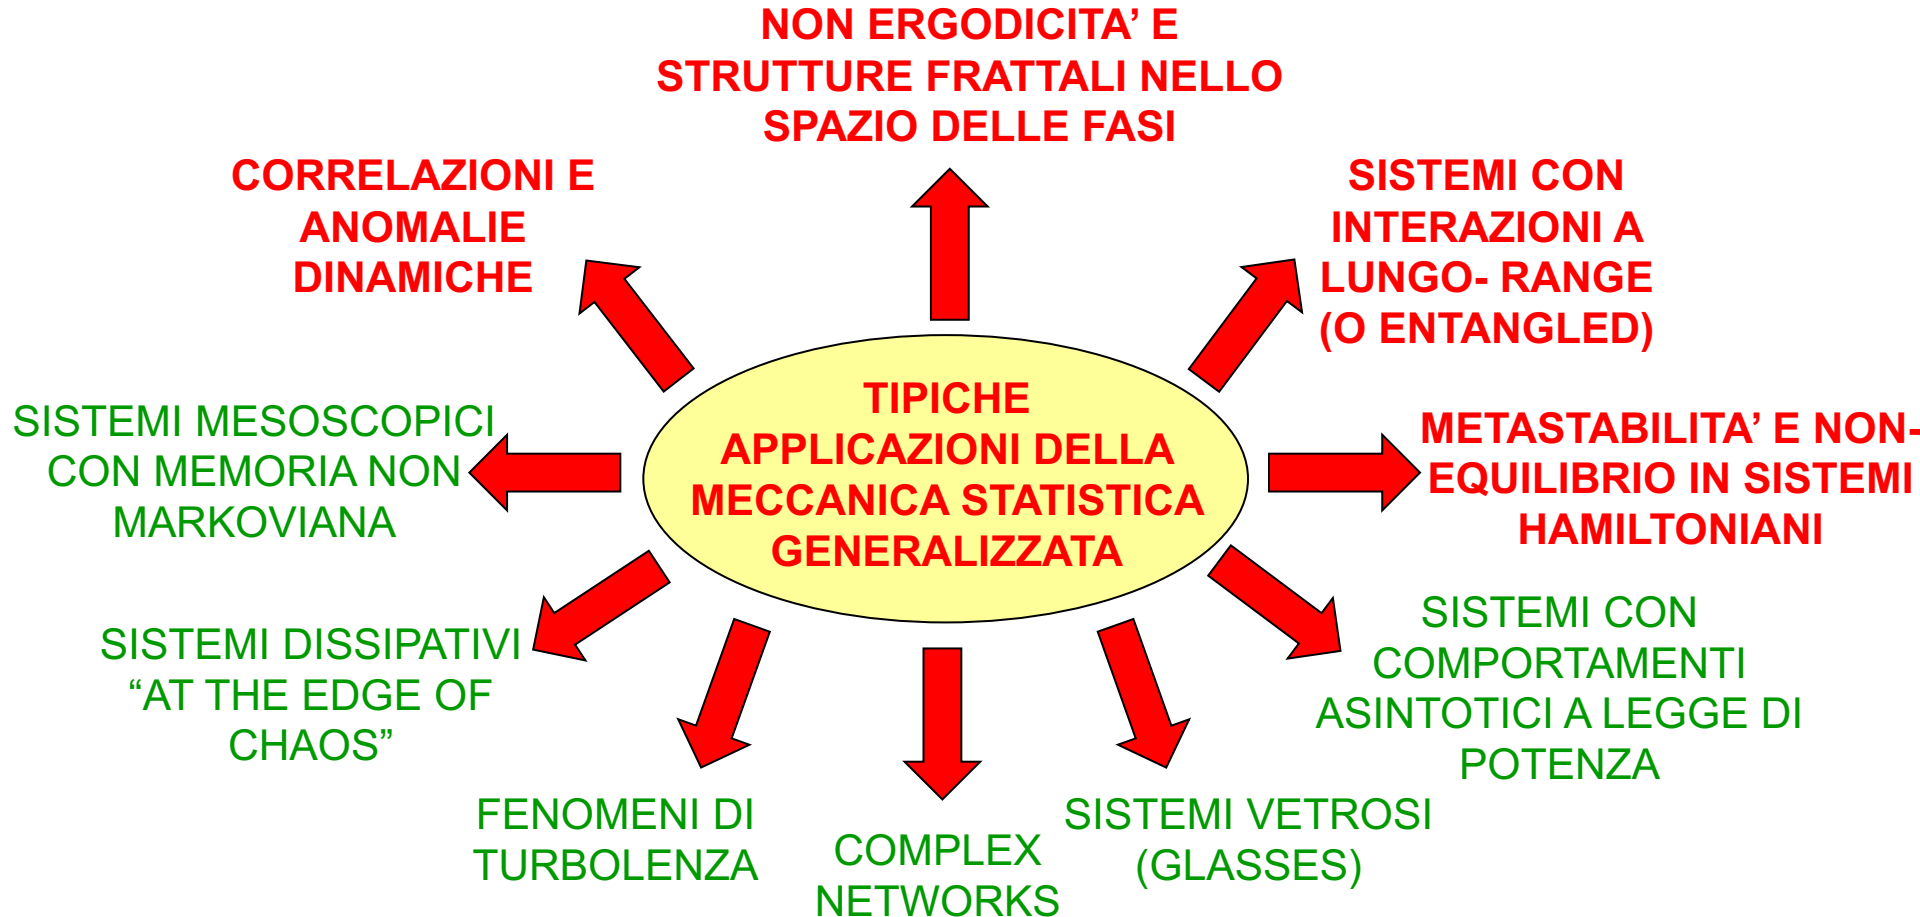 NON ERGODICITA’ E
STRUTTURE FRATTALI NELLO
SPAZIO DELLE FASI
CORRELAZIONI E
ANOMALIE
DINAMICHE
SISTEMI CON
INTERAZIONI A
LUNGO- RANGE
(O ENTANGLED)
TIPICHE
APPLICAZIONI DELLA
MECCANICA STATISTICA
GENERALIZZATA
SISTEMI MESOSCOPICI
CON MEMORIA NON
MARKOVIANA
METASTABILITA’ E NON-
EQUILIBRIO IN SISTEMI
HAMILTONIANI
SISTEMI DISSIPATIVI
“AT THE EDGE OF
CHAOS”
SISTEMI CON
COMPORTAMENTI
ASINTOTICI A LEGGE DI
POTENZA
FENOMENI DI
TURBOLENZA
COMPLEX
NETWORKS
SISTEMI VETROSI
(GLASSES)